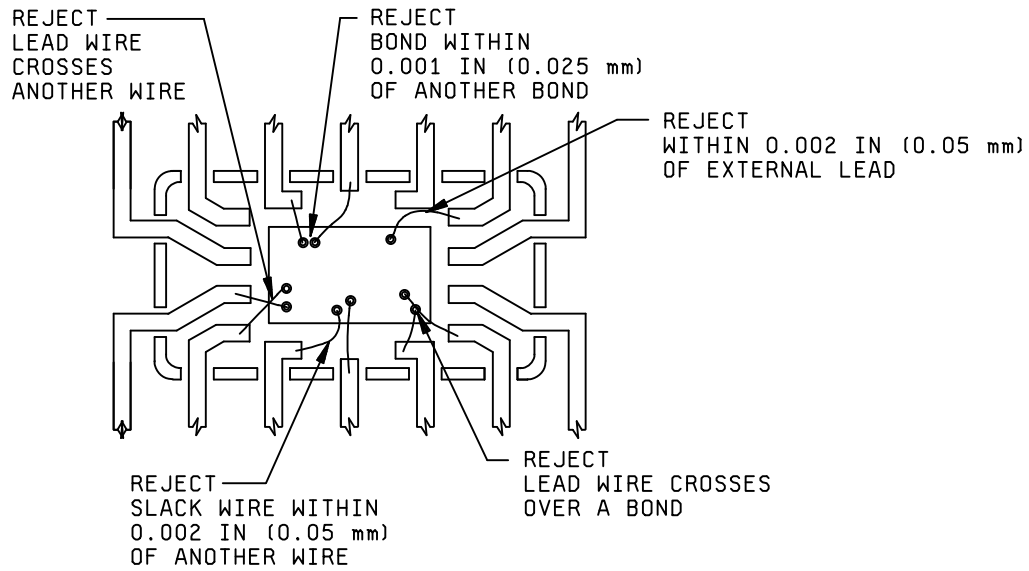 REJECT
LEAD WIRE
CROSSES
ANOTHER WIRE
REJECT
BOND WITHIN
0.001 IN (0.025 mm)
OF ANOTHER BOND
REJECT
WITHIN 0.002 IN (0.05 mm)
OF EXTERNAL LEAD
REJECT
SLACK WIRE WITHIN
0.002 IN (0.05 mm)
OF ANOTHER WIRE
REJECT
LEAD WIRE CROSSES
OVER A BOND